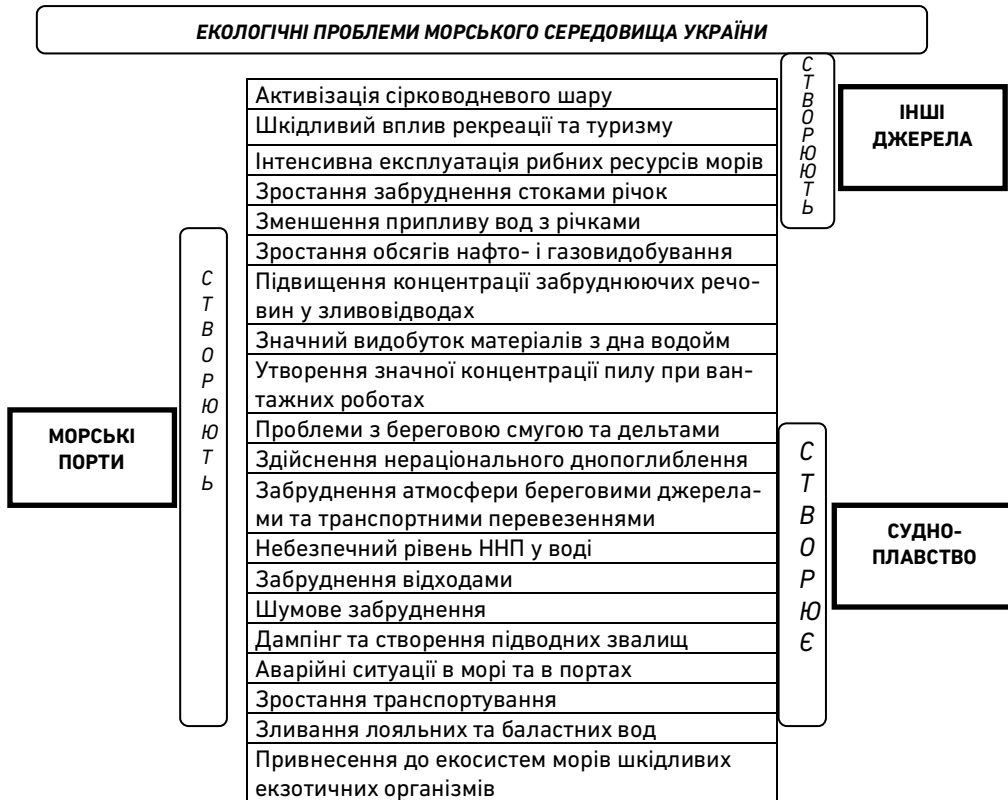 ЕКОЛОГІЧНІ ПРОБЛЕМИ МОРСЬКОГО СЕРЕДОВИЩА УКРАЇНИ
СТВОРЮЮТЬ
ІНШІ
ДЖЕРЕЛА
Активізація сірководневого шару
Шкідливий вплив рекреації та туризму
Інтенсивна експлуатація рибних ресурсів морів
Зростання забруднення стоками річок
Зменшення припливу вод з річками
Зростання обсягів нафто- і газовидобування
Підвищення концентрації забруднюючих речо-
вин у зливовідводах
Значний видобуток матеріалів з дна водойм
Утворення значної концентрації пилу при ван-
тажних роботах
Проблеми з береговою смугою та дельтами
Здійснення нераціонального днопоглиблення
Забруднення атмосфери береговими джерела-
ми та транспортними перевезеннями
Небезпечний рівень ННП у воді
Забруднення відходами
Шумове забруднення
Дампінг та створення підводних звалищ
Аварійні ситуації в морі та в портах
Зростання транспортування
Зливання лояльних та баластних вод
Привнесення до екосистем морів шкідливих
екзотичних організмів
МОРСЬКІ
ПОРТИ
СТВОРЮЮТЬ
СТВОРЮЄ
СУДНО-
ПЛАВСТВО